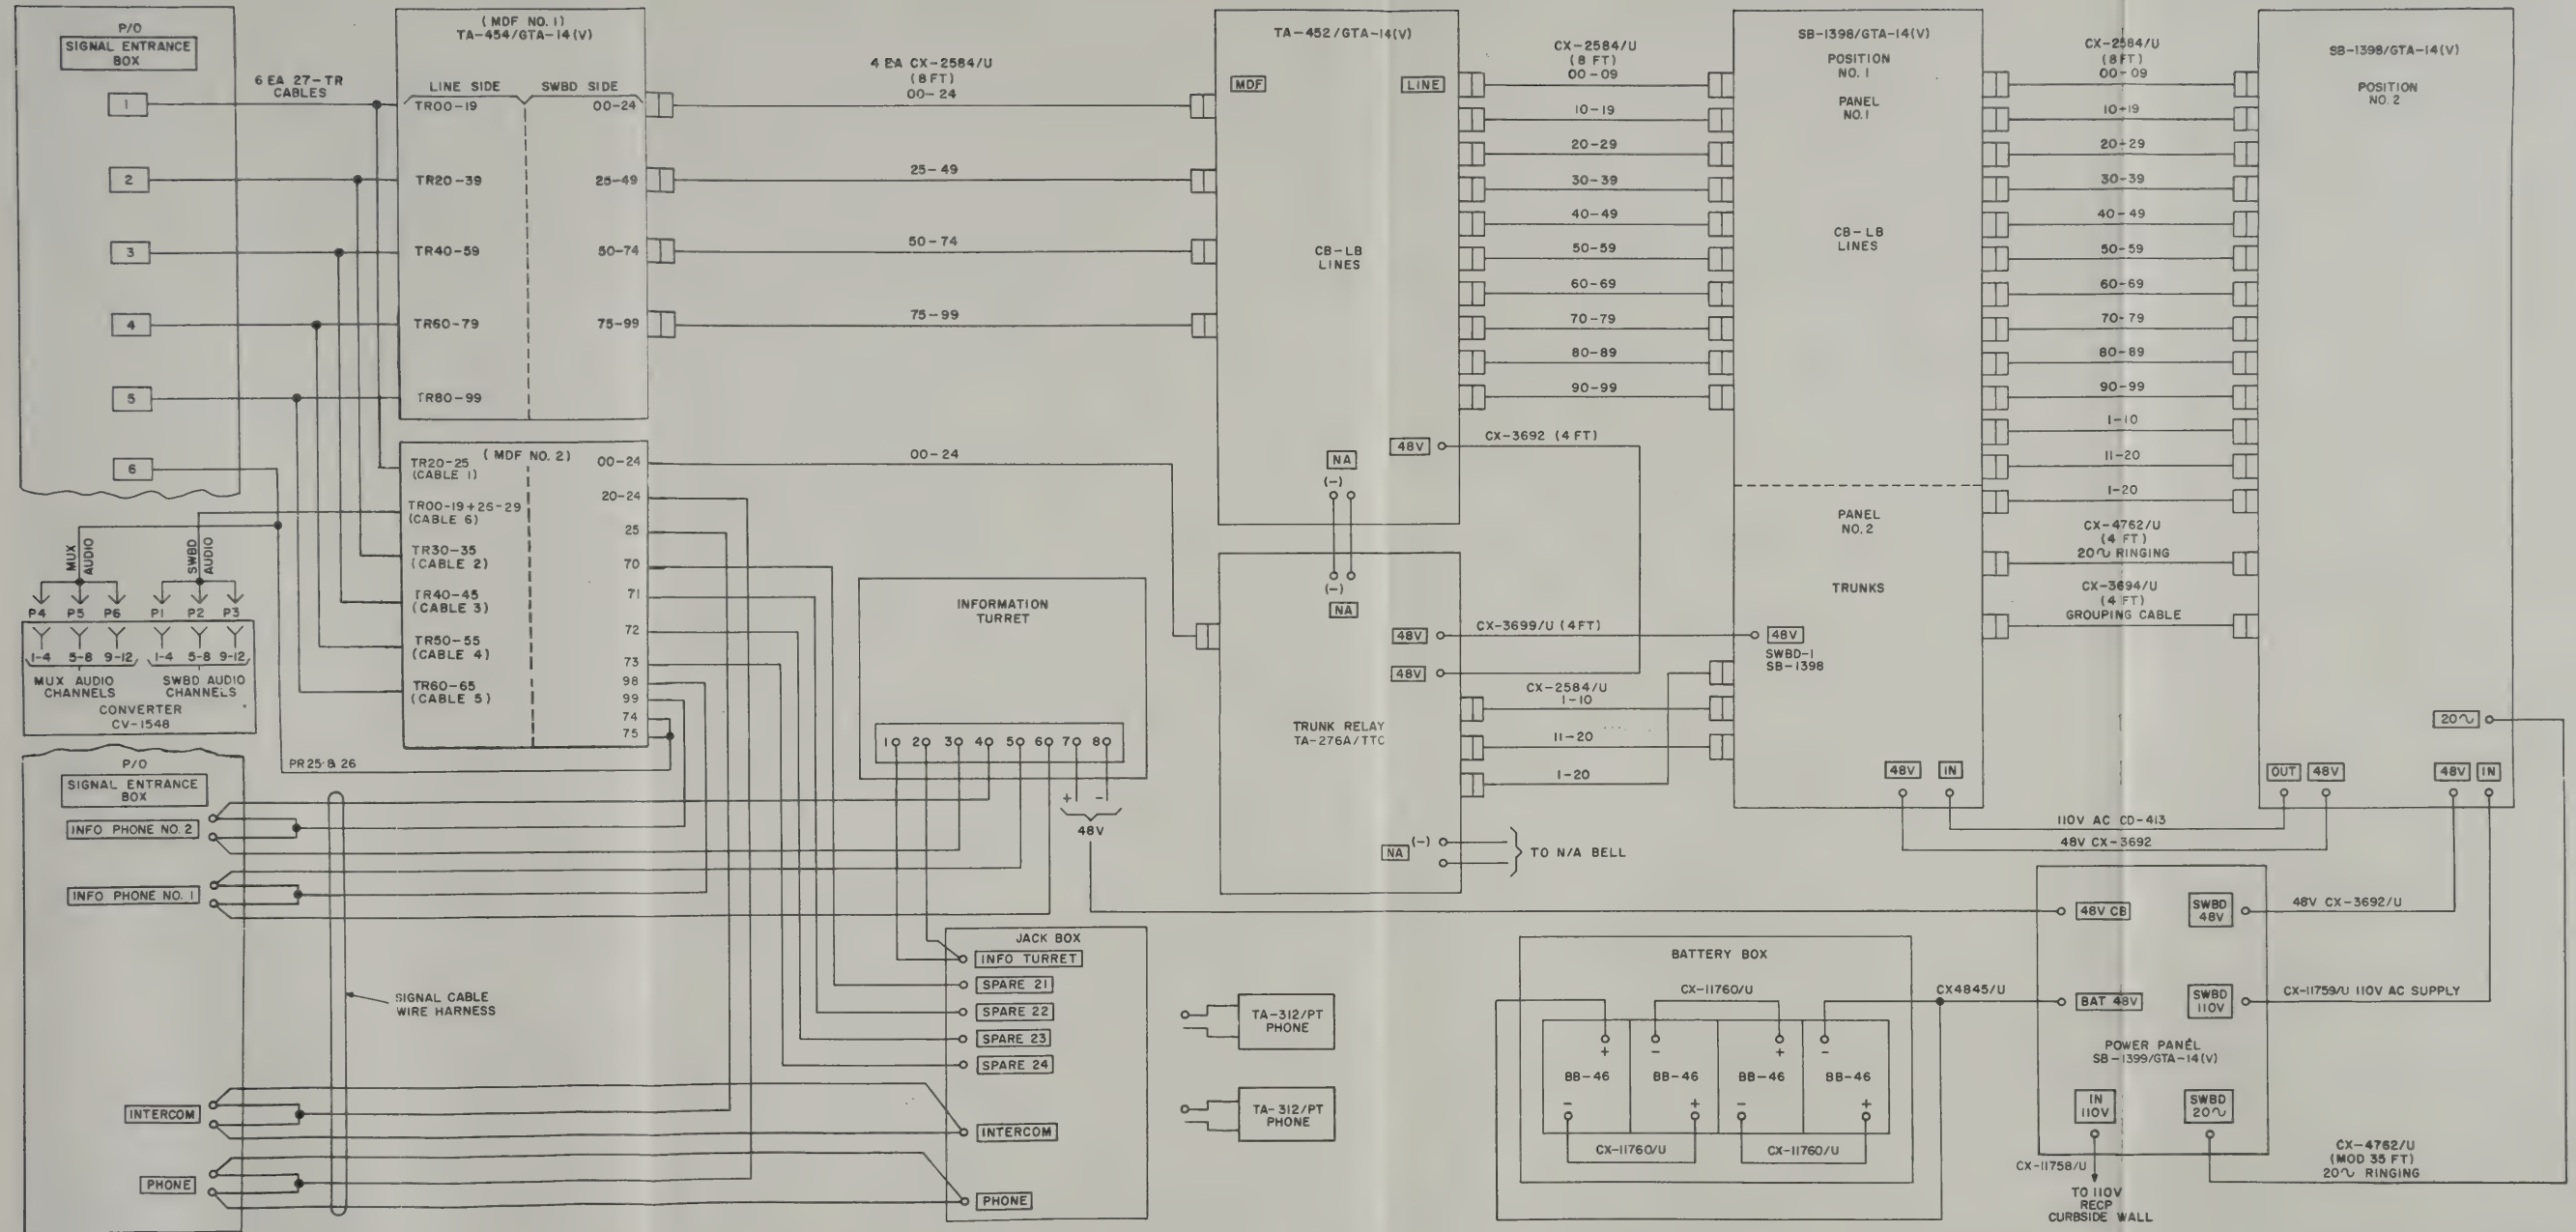 P/O
SIGNAL ENTRANCE
BOX
1
2
3
4
5
6
6 EA 27-TR
CABLES
(MDF NO. 1)
TA-454/GTA-14(V)
LINE SIDE
SWBD SIDE
TR00-19
00-24
TR20-39
25-49
TR40-59
50-74
TR60-79
75-99
TR80-99
4 EA CX-2584/U
(8 FT)
00-24
25-49
50-74
75-99
TA-452/GTA-14(V)
MDF
LINE
CB-LB
LINES
48V
NA
(-)
CX-2584/U
(8 FT)
00-09
10-19
20-29
30-39
40-49
50-59
60-69
70-79
80-89
90-99
CX-3692 (4 FT)
SB-1398/GTA-14(V)
POSITION
NO. 1
PANEL
NO. 1
CB-LB
LINES
PANEL
NO. 2
TRUNKS
48V
SWBD-1
SB-1398
48V
IN
CX-2584/U
(8 FT)
00-09
10-19
20-29
30-39
40-49
50-59
60-69
70-79
80-89
90-99
1-10
11-20
1-20
CX-4762/U
(4 FT)
20∿ RINGING
CX-3694/U
(4 FT)
GROUPING CABLE
SB-1398/GTA-14(V)
POSITION
NO. 2
20∿
OUT
48V
48V
IN
(MDF NO. 2)
TR20-25
(CABLE 1)
TR00-19+26-29
(CABLE 6)
TR30-35
(CABLE 2)
TR40-45
(CABLE 3)
TR50-55
(CABLE 4)
TR60-65
(CABLE 5)
00-24
20-24
25
70
71
72
73
98
99
74
75
00-24
MUX
AUDIO
SWBD
AUDIO
P4
P5
P6
P1
P2
P3
1-4
5-8
9-12
1-4
5-8
9-12
MUX AUDIO
CHANNELS
SWBD AUDIO
CHANNELS
CONVERTER
CV-1548
PR25 & 26
INFORMATION
TURRET
1
2
3
4
5
6
7
8
+
-
48V
(-)
NA
48V
CX-3699/U (4FT)
48V
TRUNK RELAY
TA-276A/TTC
CX-2584/U
1-10
11-20
1-20
NA
(-)
TO N/A BELL
110V AC CD-413
48V CX-3692
P/O
SIGNAL ENTRANCE
BOX
INFO PHONE NO. 2
INFO PHONE NO. 1
INTERCOM
PHONE
SIGNAL CABLE
WIRE HARNESS
JACK BOX
INFO TURRET
SPARE 21
SPARE 22
SPARE 23
SPARE 24
INTERCOM
PHONE
TA-312/PT
PHONE
TA-312/PT
PHONE
BATTERY BOX
CX-11760/U
+
-
+
-
BB-46
BB-46
BB-46
BB-46
-
+
-
+
CX-11760/U
CX-11760/U
CX4845/U
48V CB
SWBD
48V
BAT 48V
SWBD
110V
POWER PANEL
SB-1399/GTA-14(V)
IN
110V
SWBD
20∿
48V CX-3692/U
CX-11759/U 110V AC SUPPLY
CX-11758/U
TO 110V
RECP
CURBSIDE WALL
CX-4762/U
(MOD 35 FT)
20∿ RINGING